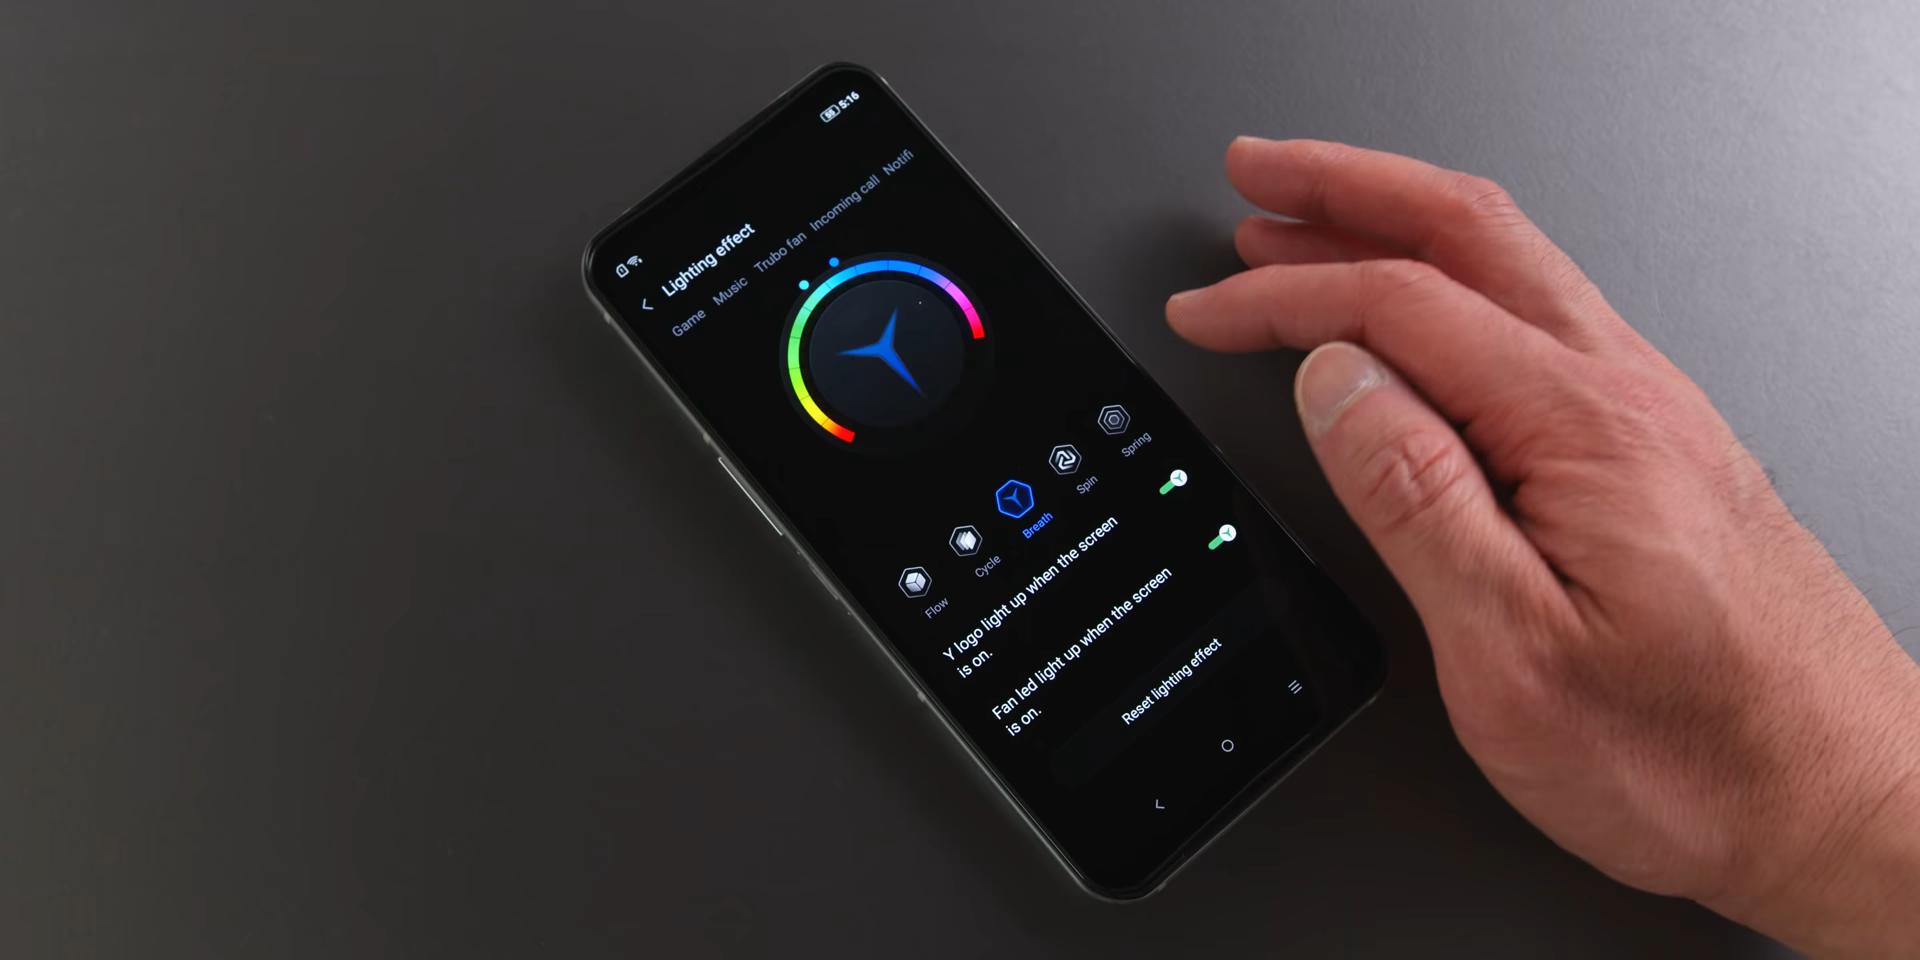 55 5:16
Lighting effect
Game Music Trubo fan Incoming call Notifi
Flow Cycle Breath Spin Spring
Y logo light up when the screen
is on.
Fan led light up when the screen
is on.
Reset lighting effect